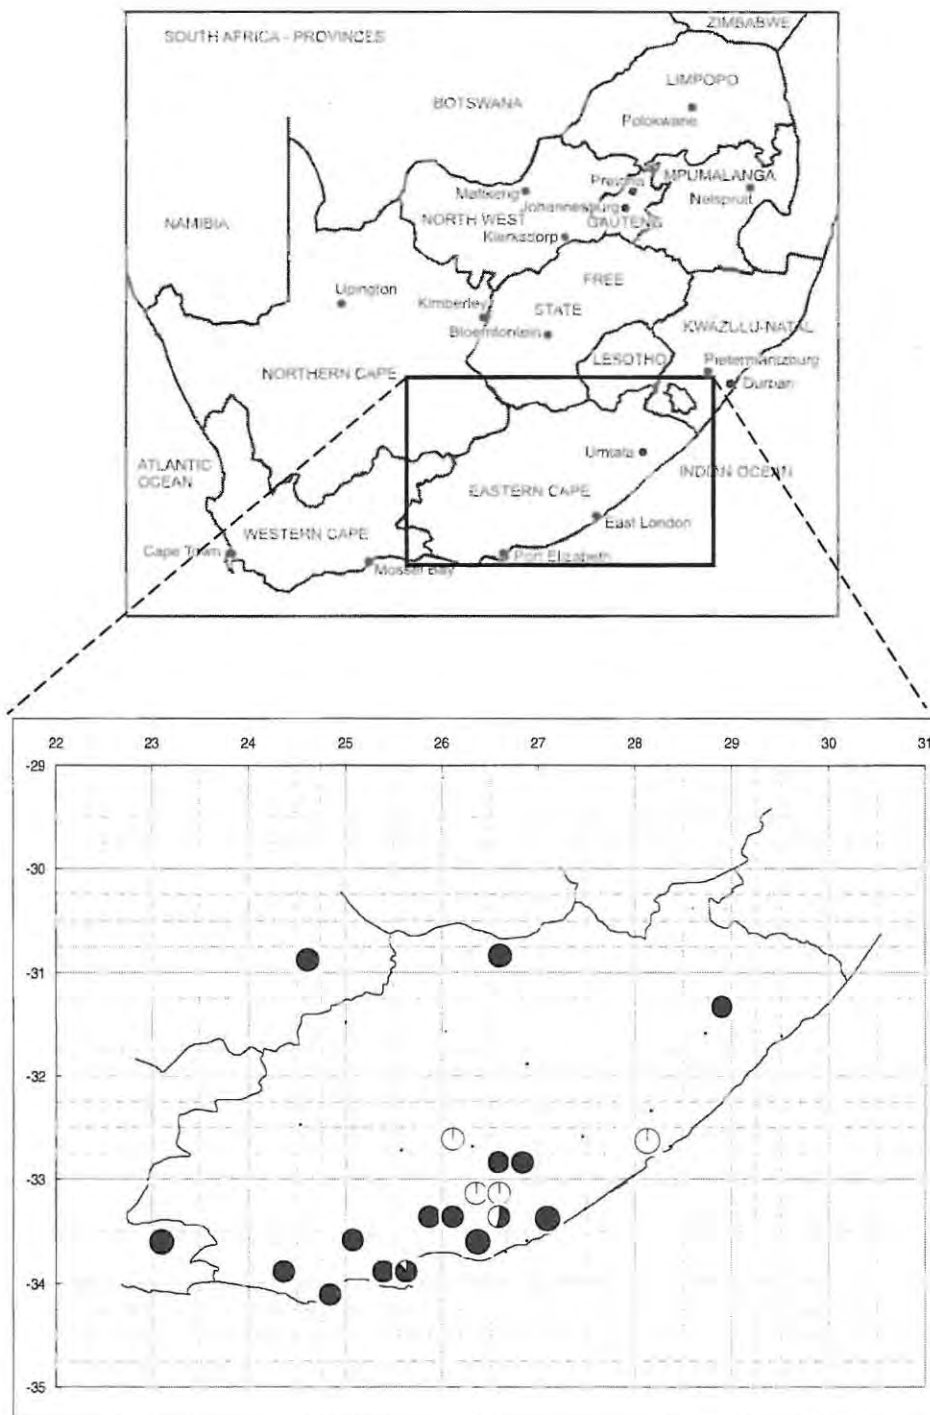 SOUTH AFRICA - PROVINCES
ZIMBABWE
LIMPOPO
BOTSWANA
Polokwane
MPUMALANGA
Pretoria
Mafikeng
Nelspruit
Johannesburg
NORTH WEST
GAUTENG
NAMIBIA
Klerksdorp
FREE
Upington
Kimberley
STATE
KWAZULU-NATAL
Bloemfontein
LESOTHO
Pietermaritzburg
NORTHERN CAPE
Durban
Umtata
ATLANTIC
OCEAN
INDIAN OCEAN
EASTERN CAPE
East London
WESTERN CAPE
Cape Town
Port Elizabeth
Mossel Bay
22 23 24 25 26 27 28 29 30 31
-29
-30
-31
-32
-33
-34
-35